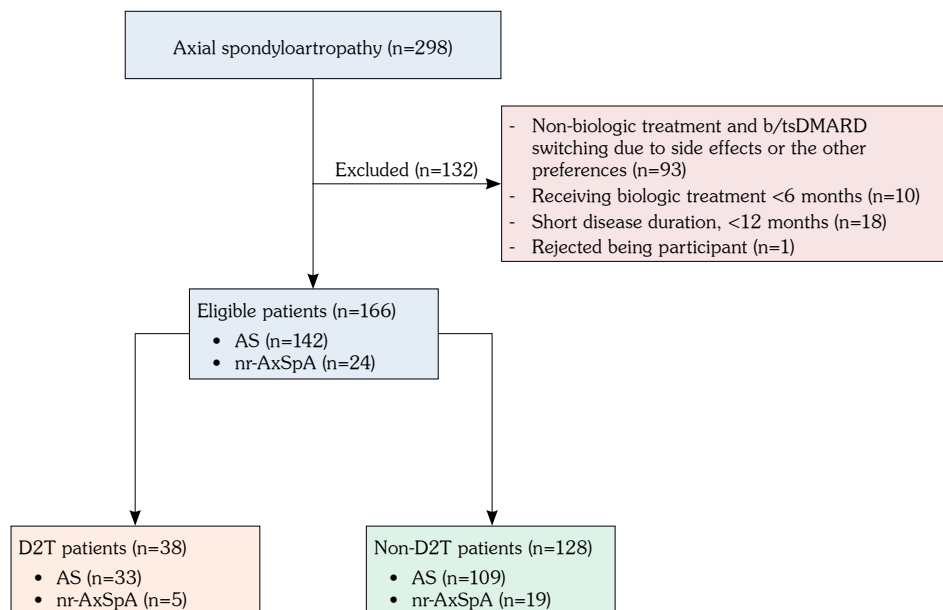 Axial spondyloartropathy (n=298)
Excluded (n=132)
- Non-biologic treatment and b/tsDMARD
switching due to side effects or the other
preferences (n=93)
- Receiving biologic treatment <6 months (n=10)
- Short disease duration, <12 months (n=18)
- Rejected being participant (n=1)
Eligible patients (n=166)
• AS (n=142)
• nr-AxSpA (n=24)
D2T patients (n=38)
• AS (n=33)
• nr-AxSpA (n=5)
Non-D2T patients (n=128)
• AS (n=109)
• nr-AxSpA (n=19)